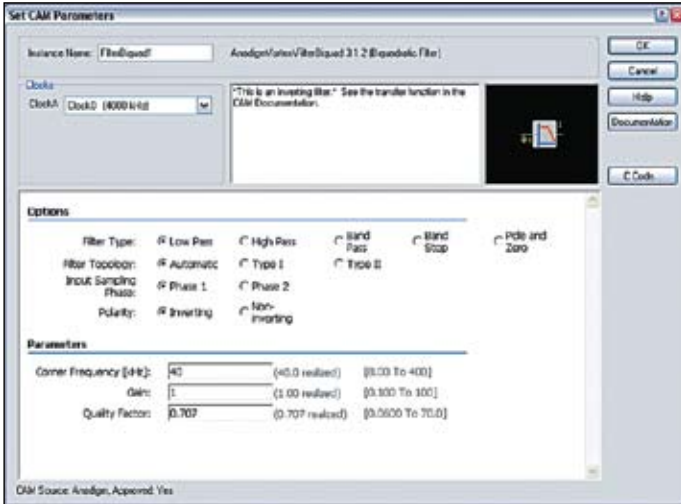 Set CAM Parameters
Instance Name: FilterBiquad1
AnadigmVortex\FilterBiquad 3.1.2 (Biquadratic Filter)
OK
Cancel
Help
Documentation
C Code...
Clocks
ClockA Clock0 (4000 kHz)
"This is an inverting filter." See the transfer function in the
CAM Documentation.
Options
Filter Type: Low Pass High Pass Band Pass Band Stop Pole and Zero
Filter Topology: Automatic Type I Type II
Input Sampling Phase: Phase 1 Phase 2
Polarity: Inverting Non-inverting
Parameters
Corner Frequency [kHz]: 40 (40.0 realized) [8.00 To 400]
Gain: 1 (1.00 realized) [0.100 To 100]
Quality Factor: 0.707 (0.707 realized) [0.0600 To 70.0]
CAM Source: Anadigm, Approved: Yes